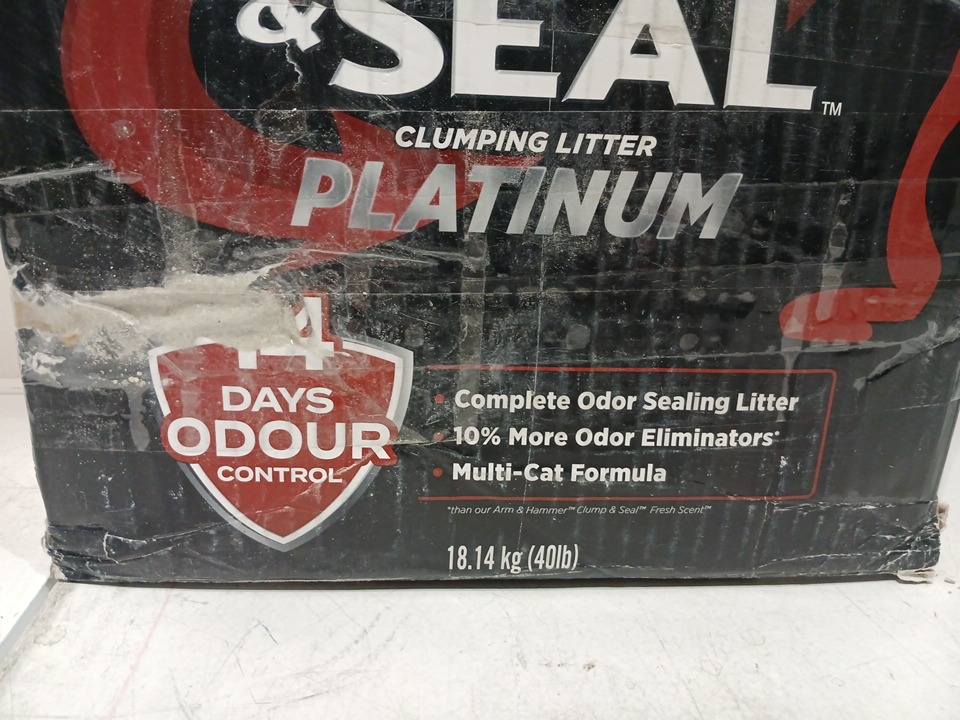 & SEAL™
CLUMPING LITTER
PLATINUM
14
DAYS
ODOUR
CONTROL
• Complete Odor Sealing Litter
• 10% More Odor Eliminators*
• Multi-Cat Formula
*than our Arm & Hammer™ Clump & Seal™ Fresh Scent™
18.14 kg (40lb)